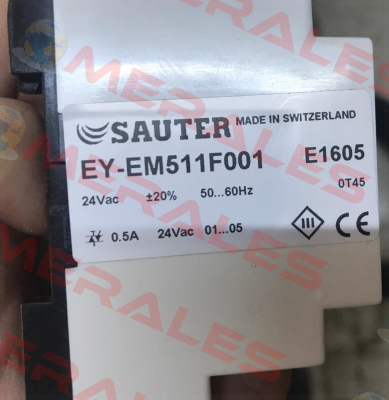 SAUTER MADE IN SWITZERLAND
EY-EM511F001 E1605
24Vac ±20% 50...60Hz 0T45
0.5A 24Vac 01...05
III
MERALES
MERALES
MERALES